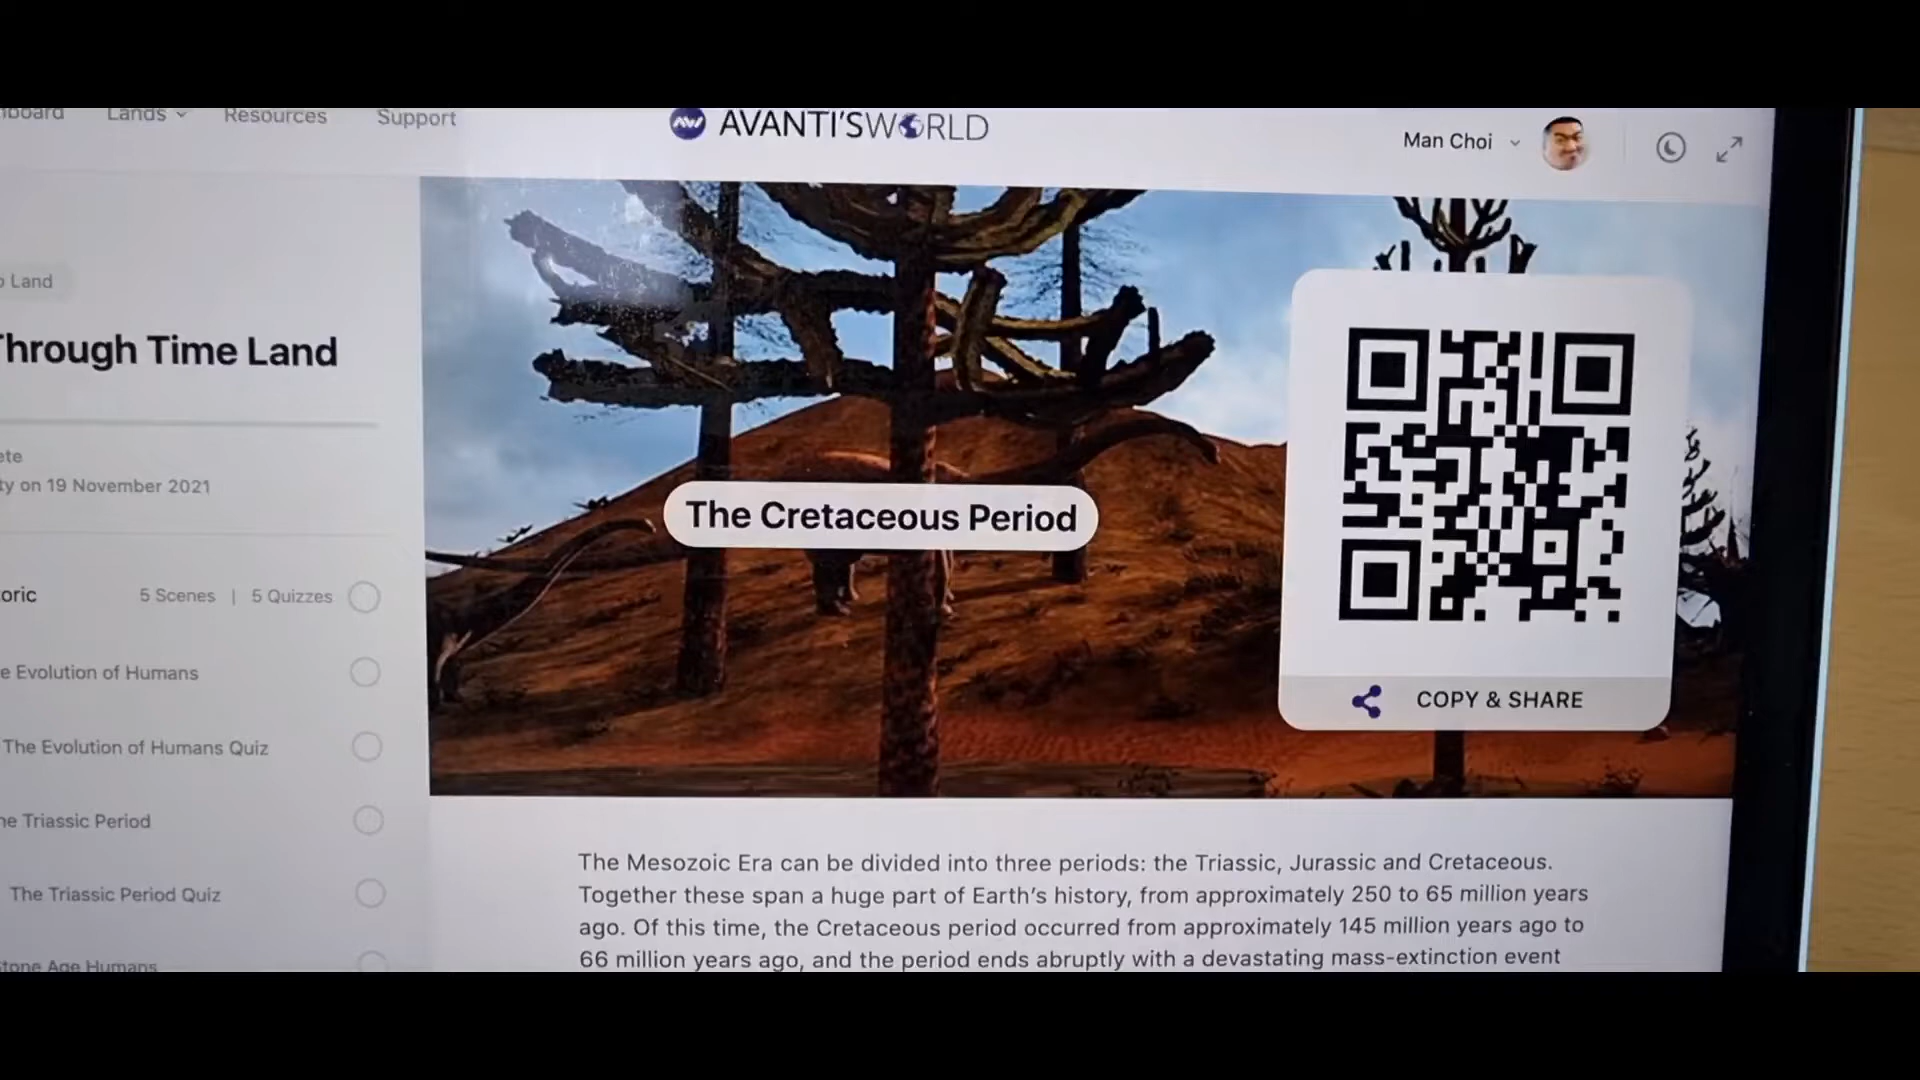 Lands
Resources
Support
AVANTI'SWORLD
Man Choi
Land
Through Time Land
on 19 November 2021
5 Scenes | 5 Quizzes
Evolution of Humans
The Evolution of Humans Quiz
Triassic Period
The Triassic Period Quiz
Stone Age Humans
The Cretaceous Period
COPY & SHARE
The Mesozoic Era can be divided into three periods: the Triassic, Jurassic and Cretaceous.
Together these span a huge part of Earth's history, from approximately 250 to 65 million years
ago. Of this time, the Cretaceous period occurred from approximately 145 million years ago to
66 million years ago, and the period ends abruptly with a devastating mass-extinction event